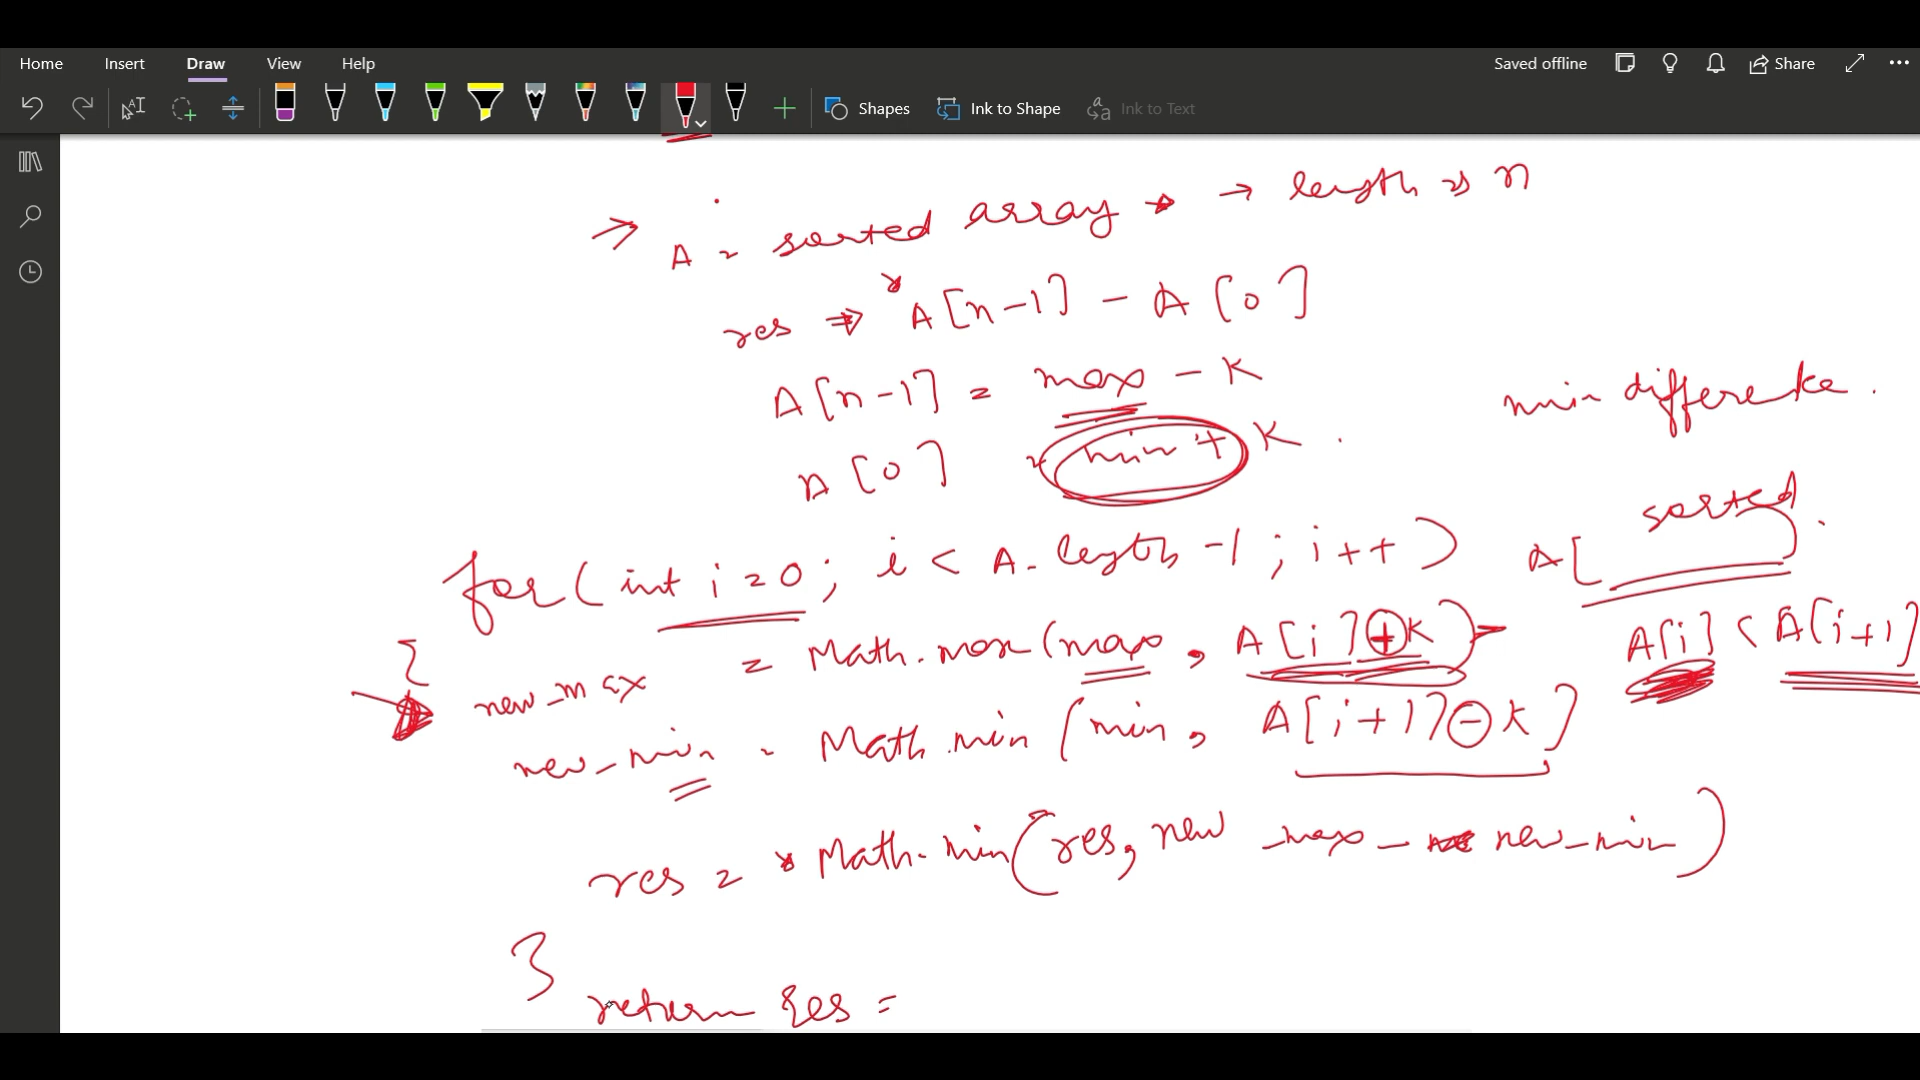 Home Insert Draw View Help Saved offline Share
Shapes Ink to Shape Ink to Text
A = sorted array → length is n
res ⇒ A[n-1] - A[0]
A[n-1] = max - K
min difference.
A[0] = min + K.
sorted
for(int i=0; i < A.length-1; i++) A[ ].
{
new_max = Math.max(max, A[i]+K) A[i] < A[i+1]
new_min = Math.min(min, A[i+1]-K]
res = Math.min(res, new_max - new_min)
}
return res =